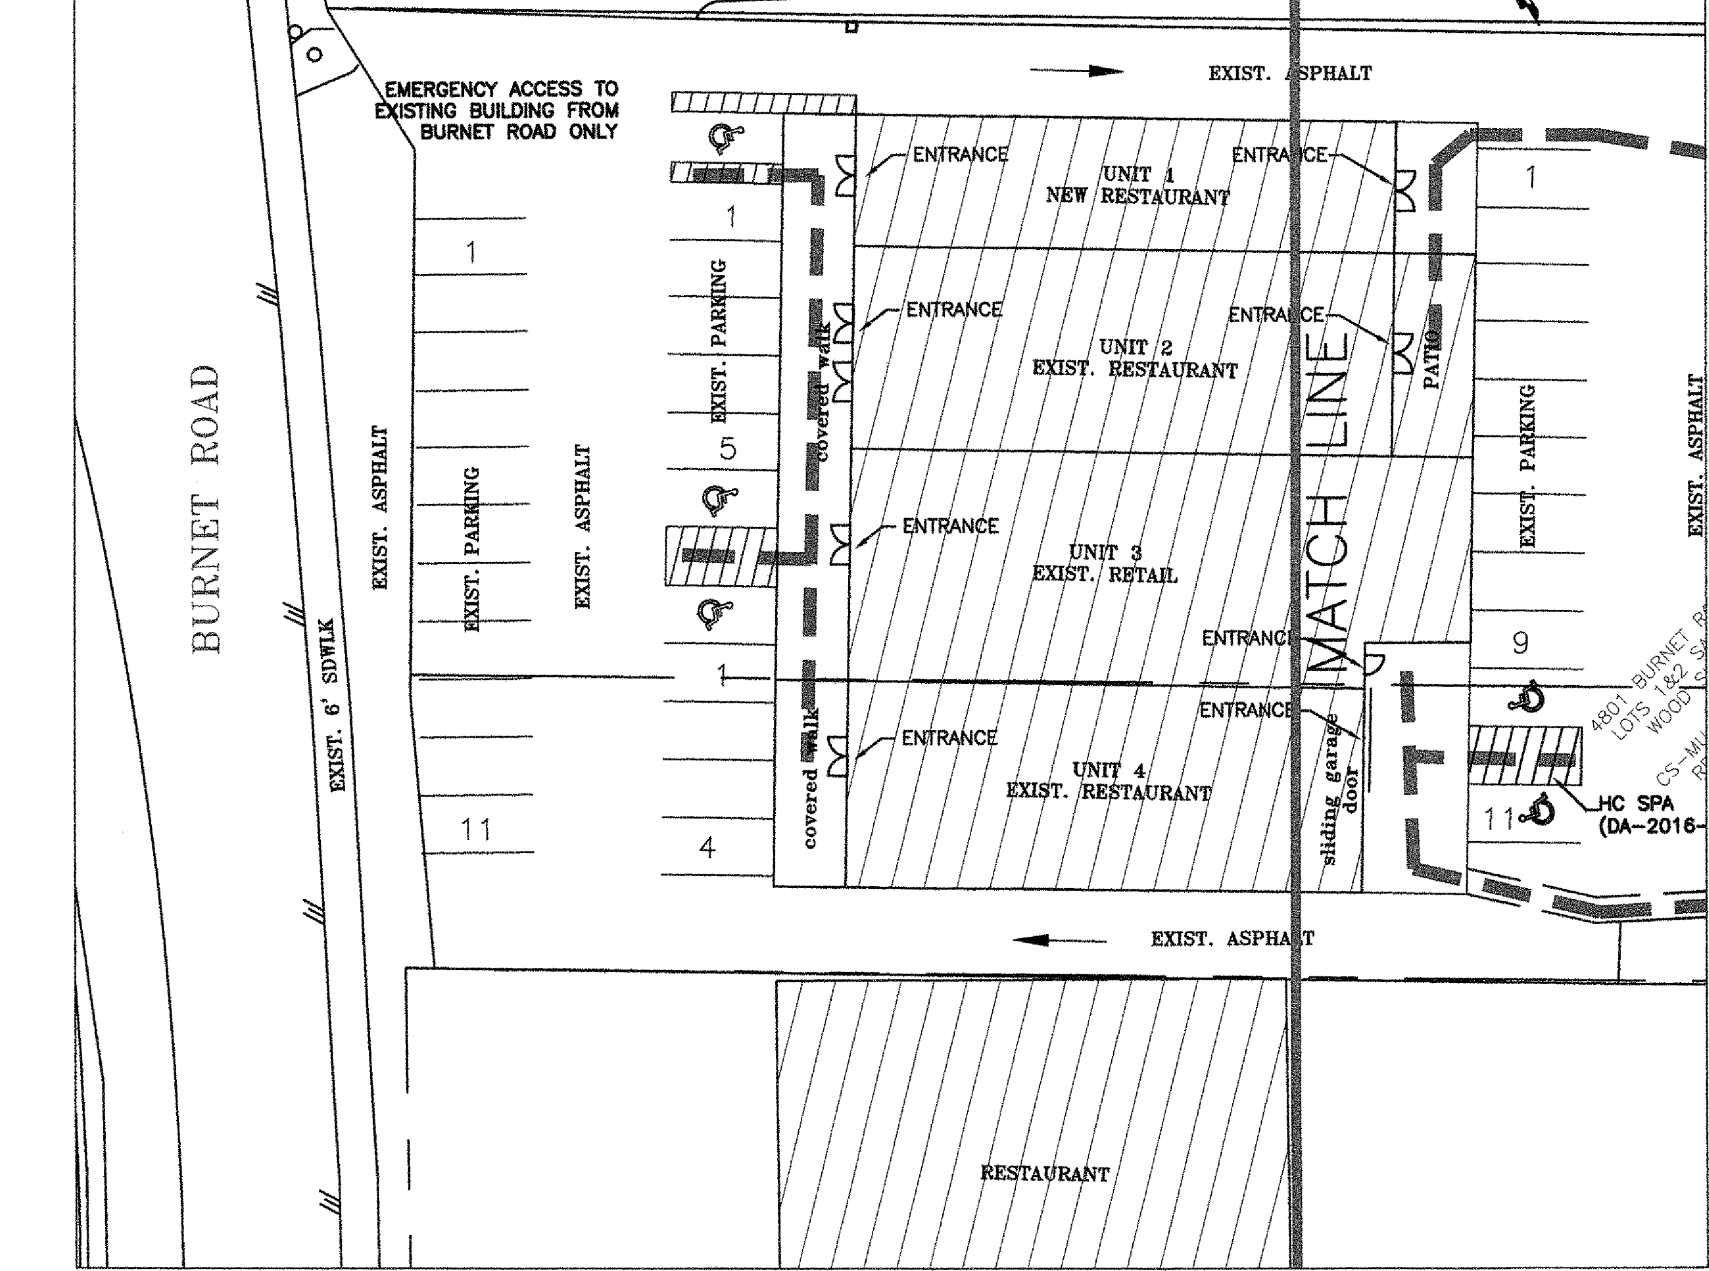 EXIST. ASPHALT
EMERGENCY ACCESS TO
EXISTING BUILDING FROM
BURNET ROAD ONLY
ENTRANCE
UNIT 1
NEW RESTAURANT
ENTRANCE
1
1
1
ENTRANCE
ENTRANCE
UNIT 2
EXIST. RESTAURANT
PATIO
EXIST. PARKING
covered walk
MATCH LINE
BURNET ROAD
EXIST. ASPHALT
EXIST. PARKING
EXIST. ASPHALT
5
EXIST. PARKING
EXIST. ASPHALT
ENTRANCE
UNIT 3
EXIST. RETAIL
ENTRANCE
9
EXIST. 6' SDWLK
1
4801 BURNET
LOTS 1&2
WOOD
ENTRANCE
ENTRANCE
covered walk
UNIT 4
EXIST. RESTAURANT
sliding garage
door
HC SPA
(DA-2016-
11
11
4
EXIST. ASPHALT
RESTAURANT